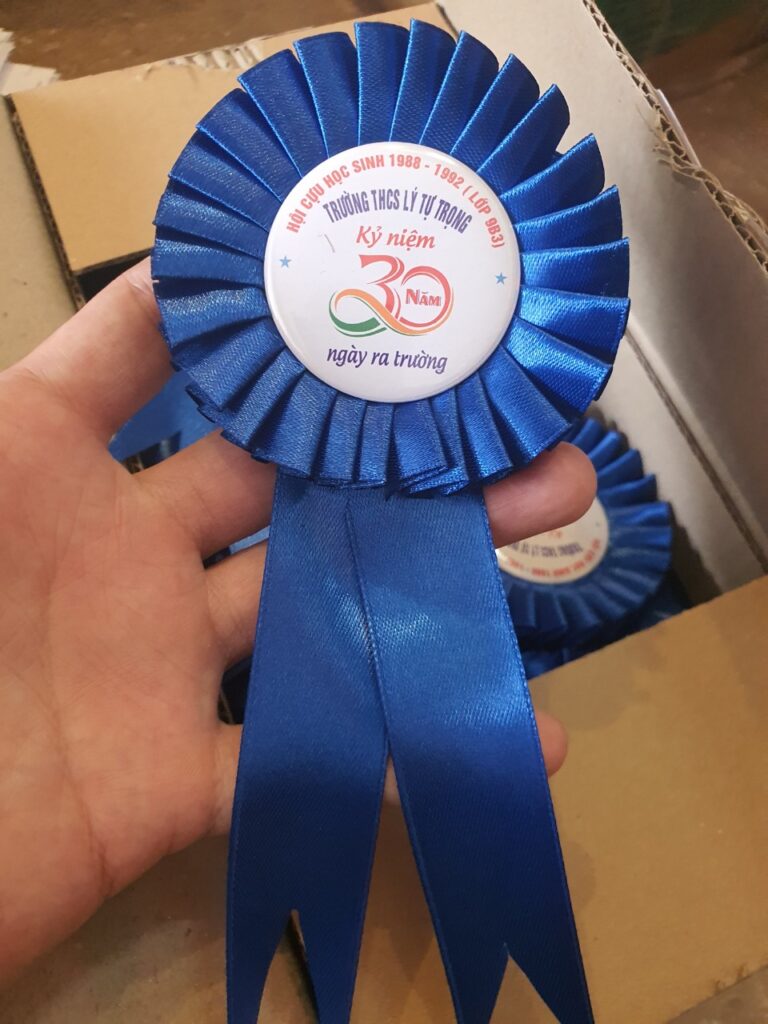 HỘI CỰU HỌC SINH 1988 - 1992 ( LỚP 9B3)
TRƯỜNG THCS LÝ TỰ TRỌNG
Kỷ niệm
30 NĂM
ngày ra trường